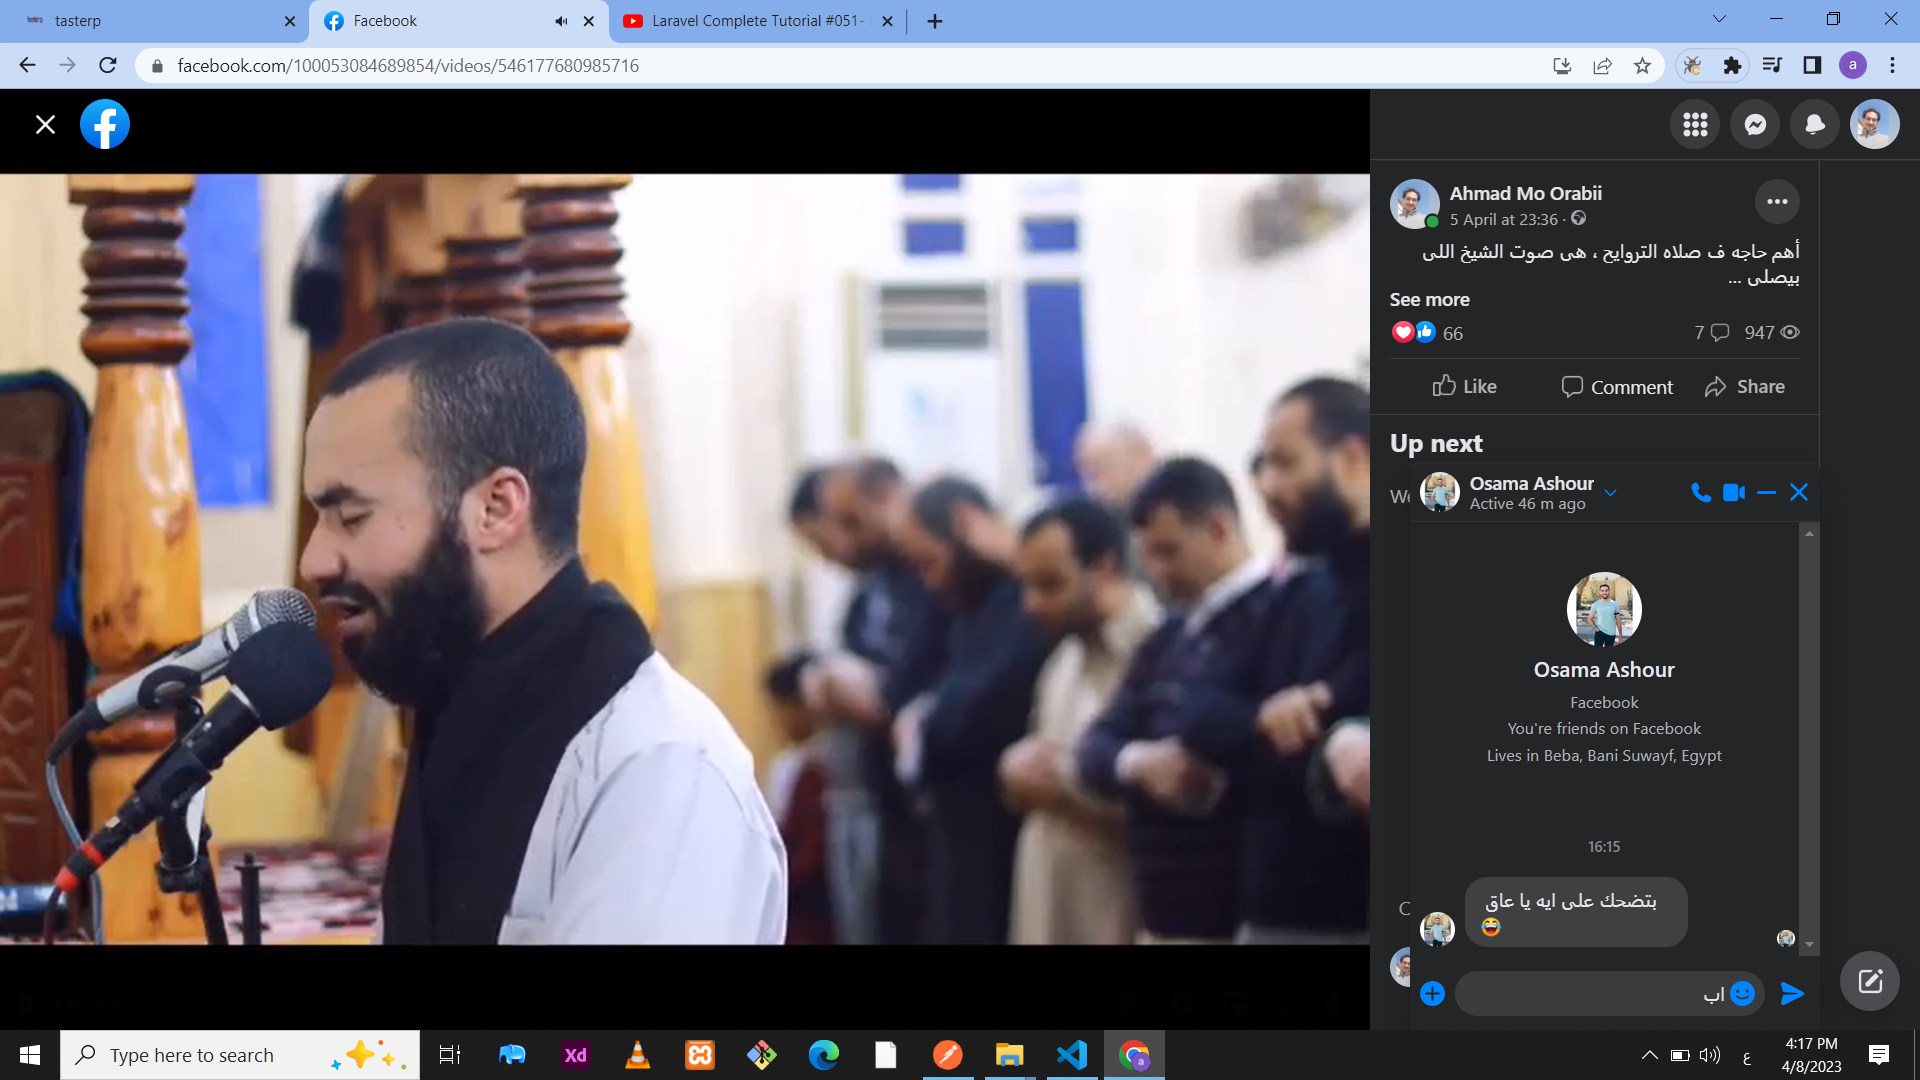 tasterp
Facebook
Laravel Complete Tutorial #051-
facebook.com/100053084689854/videos/546177680985716
a
Ahmad Mo Orabii
5 April at 23:36 ·
أهم حاجه ف صلاه التروايح ، هى صوت الشيخ اللى
بيصلى ...
See more
66
7
947
Like
Comment
Share
Up next
Osama Ashour
Active 46 m ago
Osama Ashour
Facebook
You're friends on Facebook
Lives in Beba, Bani Suwayf, Egypt
16:15
بتضحك على ايه يا عاق
😂
اب
Type here to search
Xd
ع
4:17 PM
4/8/2023